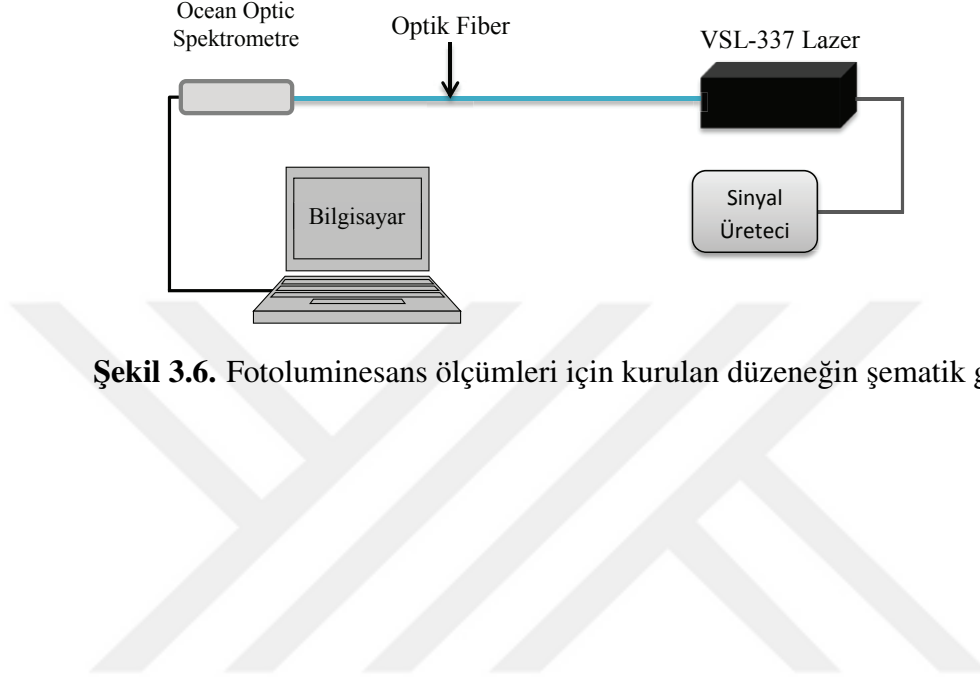 Ocean Optic
Spektrometre
Optik Fiber
VSL-337 Lazer
Bilgisayar
Sinyal
Üreteci
Şekil 3.6. Fotoluminesans ölçümleri için kurulan düzeneğin şematik